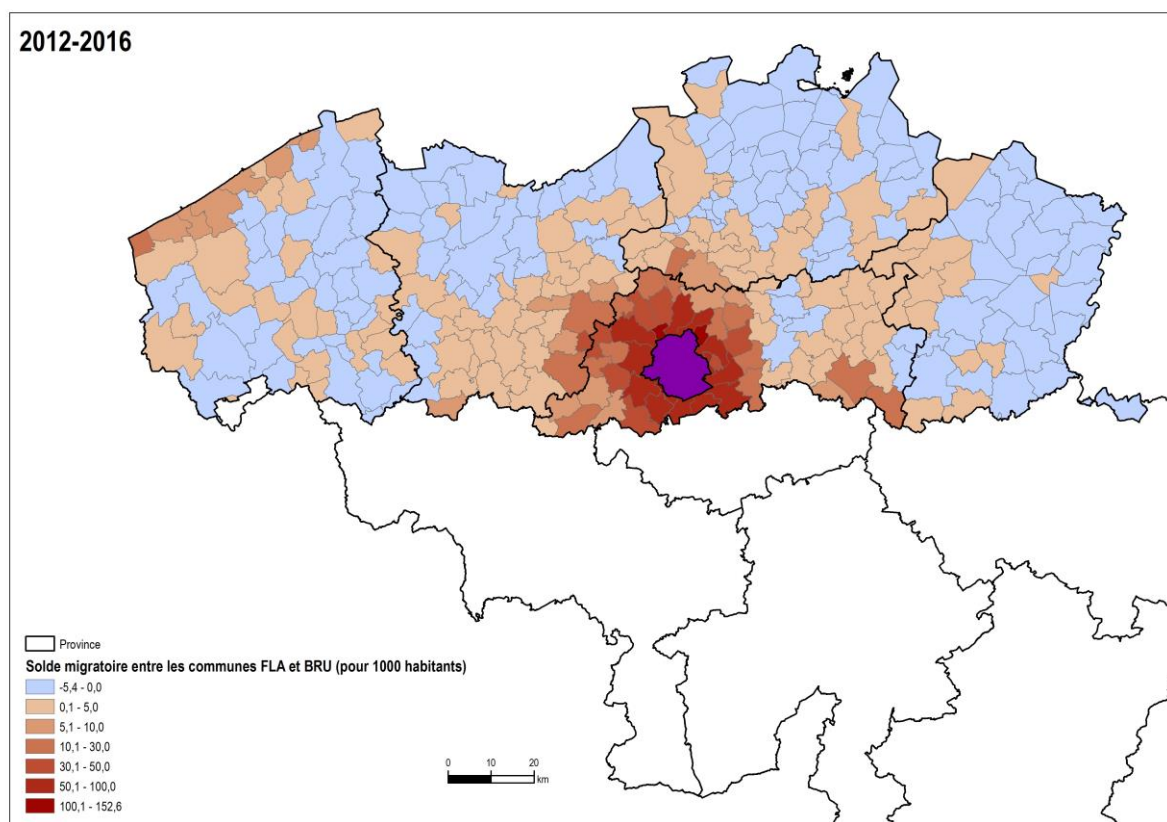 2012-2016
Province
Solde migratoire entre les communes FLA et BRU (pour 1000 habitants)
-5,4 - 0,0
0,1 - 5,0
5,1 - 10,0
10,1 - 30,0
30,1 - 50,0
50,1 - 100,0
100,1 - 152,6
0 10 20
km